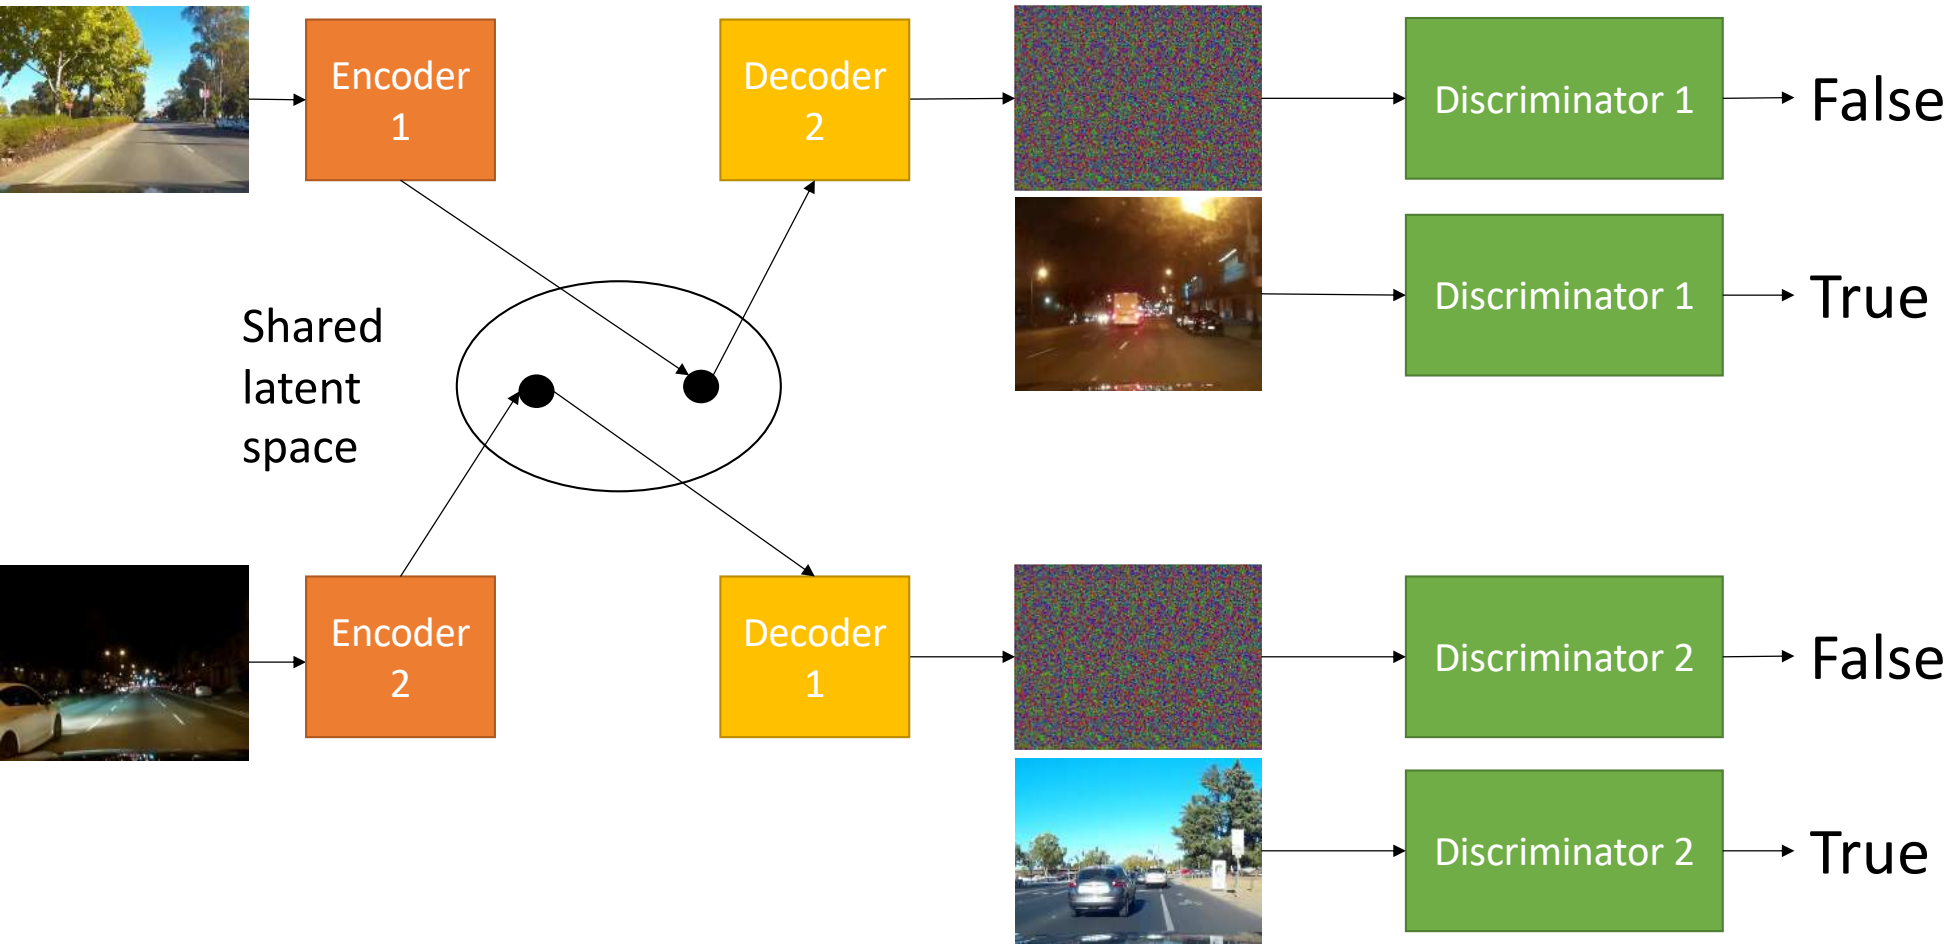 Encoder
1
Decoder
2
Discriminator 1
False
Discriminator 1
True
Shared
latent
space
Encoder
2
Decoder
1
Discriminator 2
False
Discriminator 2
True